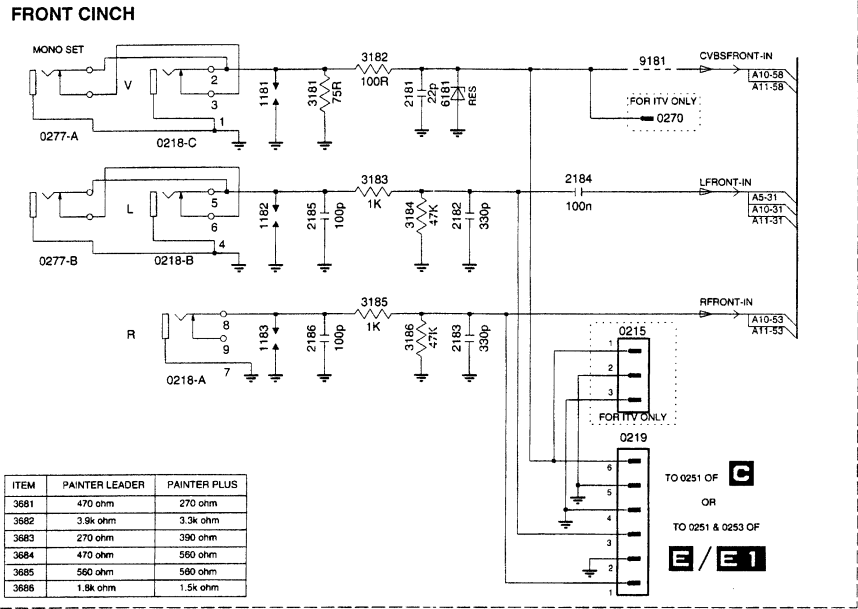 FRONT CINCH
MONO SET
V
2
3
1
0277-A
0218-C
1181
3181
75R
3182
100R
2181
22p
6181
RES
9181
CVBSFRONT-IN
A10-58
A11-58
FOR ITV ONLY
0270
L
5
6
4
0277-B
0218-B
1182
2185
100p
3183
1K
3184
47K
2182
330p
2184
100n
LFRONT-IN
A5-31
A10-31
A11-31
R
8
9
7
0218-A
1183
2186
100p
3185
1K
3186
47K
2183
330p
RFRONT-IN
A10-53
A11-53
0215
1
2
3
FOR ITV ONLY
0219
6
5
4
3
2
1
TO 0251 OF C
OR
TO 0251 & 0253 OF
E / E1
ITEM PAINTER LEADER PAINTER PLUS
3681 470 ohm 270 ohm
3682 3.9k ohm 3.3k ohm
3683 270 ohm 390 ohm
3684 470 ohm 560 ohm
3685 560 ohm 560 ohm
3686 1.8k ohm 1.5k ohm